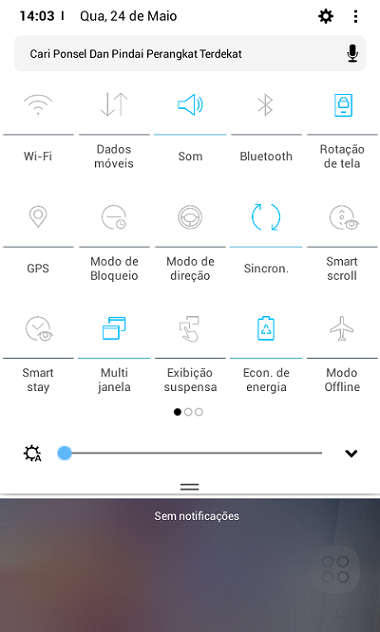 14:03 Qua, 24 de Maio
Cari Ponsel Dan Pindai Perangkat Terdekat
Wi-Fi Dados móveis Som Bluetooth Rotação de tela
GPS Modo de Bloqueio Modo de direção Sincron. Smart scroll
Smart stay Multi janela Exibição suspensa Econ. de energia Modo Offline
A
Sem notificações